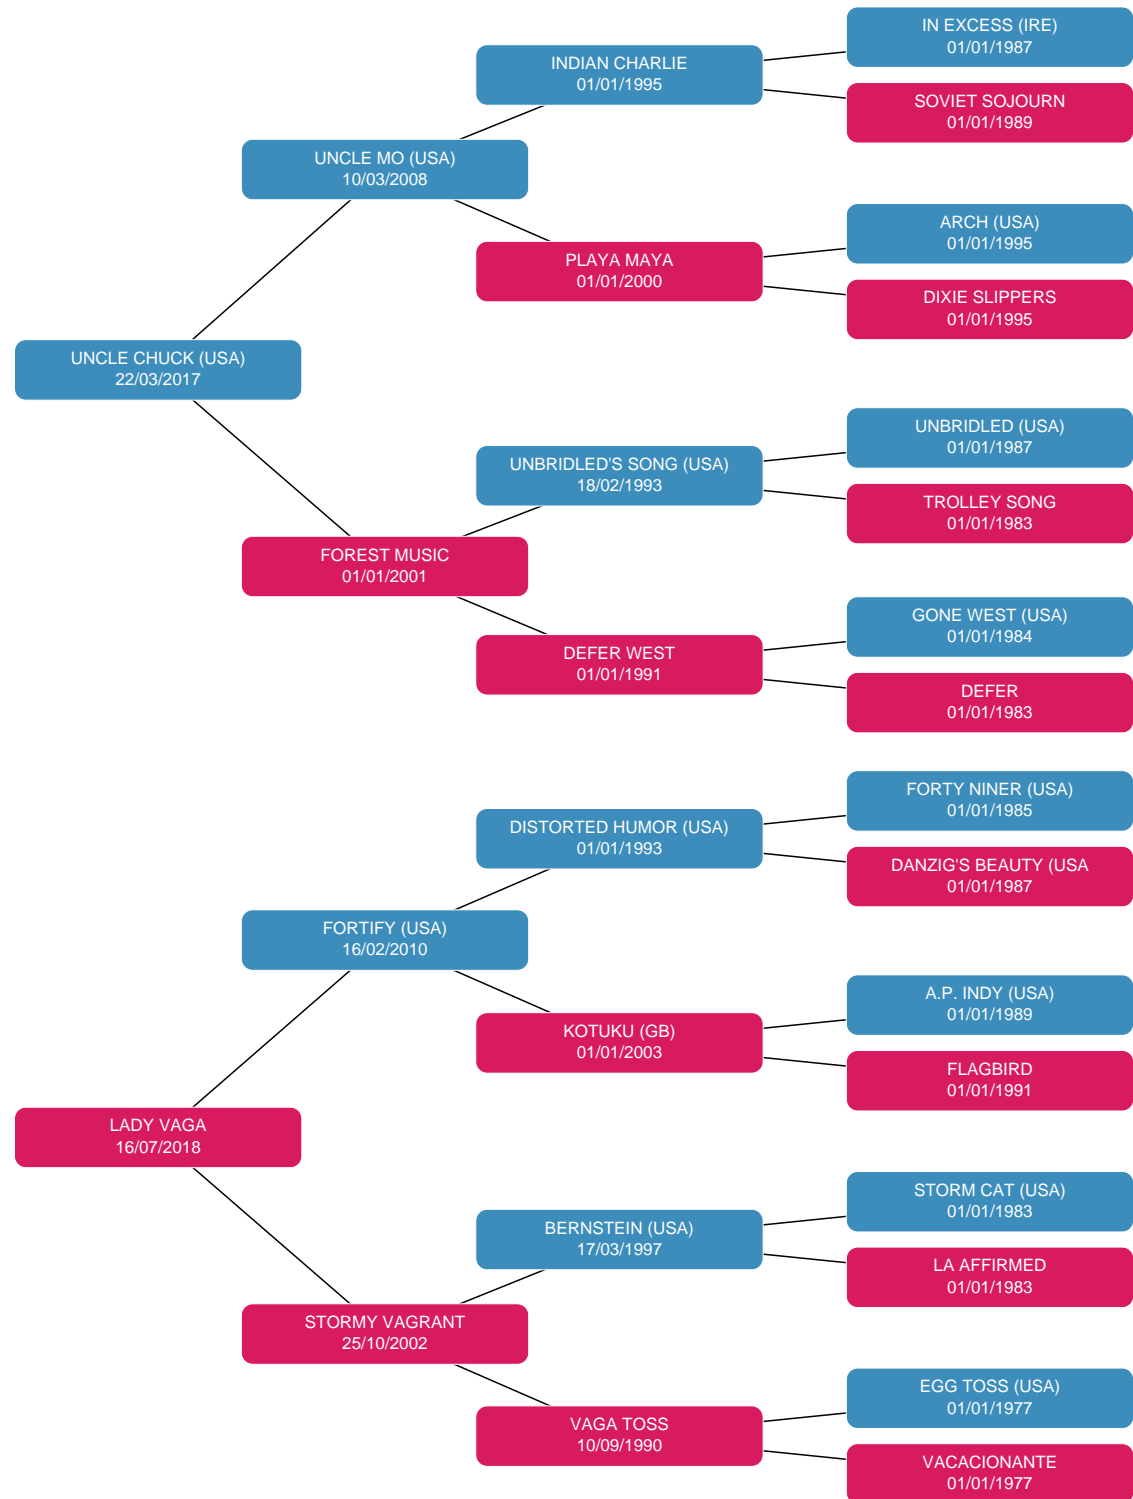 IN EXCESS (IRE)
01/01/1987
INDIAN CHARLIE
01/01/1995
SOVIET SOJOURN
01/01/1989
UNCLE MO (USA)
10/03/2008
ARCH (USA)
01/01/1995
PLAYA MAYA
01/01/2000
DIXIE SLIPPERS
01/01/1995
UNCLE CHUCK (USA)
22/03/2017
UNBRIDLED (USA)
01/01/1987
UNBRIDLED'S SONG (USA)
18/02/1993
TROLLEY SONG
01/01/1983
FOREST MUSIC
01/01/2001
GONE WEST (USA)
01/01/1984
DEFER WEST
01/01/1991
DEFER
01/01/1983
FORTY NINER (USA)
01/01/1985
DISTORTED HUMOR (USA)
01/01/1993
DANZIG'S BEAUTY (USA
01/01/1987
FORTIFY (USA)
16/02/2010
A.P. INDY (USA)
01/01/1989
KOTUKU (GB)
01/01/2003
FLAGBIRD
01/01/1991
LADY VAGA
16/07/2018
STORM CAT (USA)
01/01/1983
BERNSTEIN (USA)
17/03/1997
LA AFFIRMED
01/01/1983
STORMY VAGRANT
25/10/2002
EGG TOSS (USA)
01/01/1977
VAGA TOSS
10/09/1990
VACACIONANTE
01/01/1977